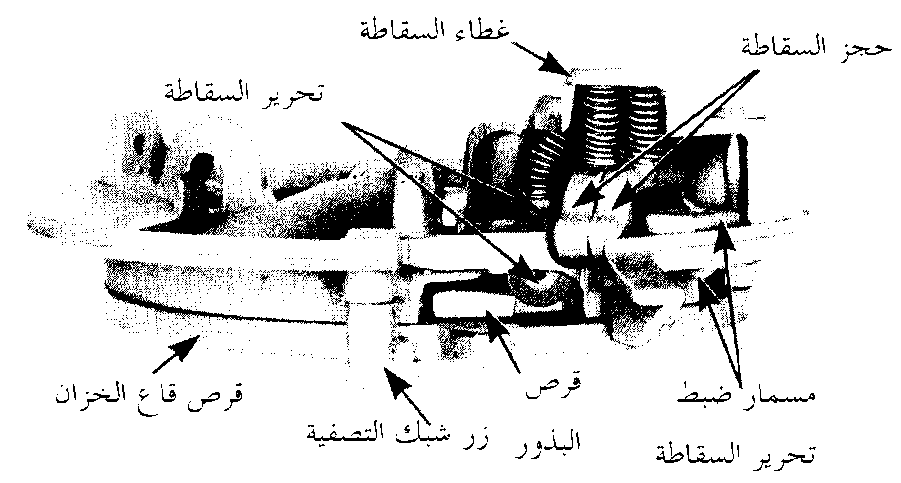 غطاء السقاطة
حجز السقاطة
تحرير السقاطة
قرص قاع الخزان
زر شبك التصفية
قرص
البذور
مسمار ضبط
تحرير السقاطة